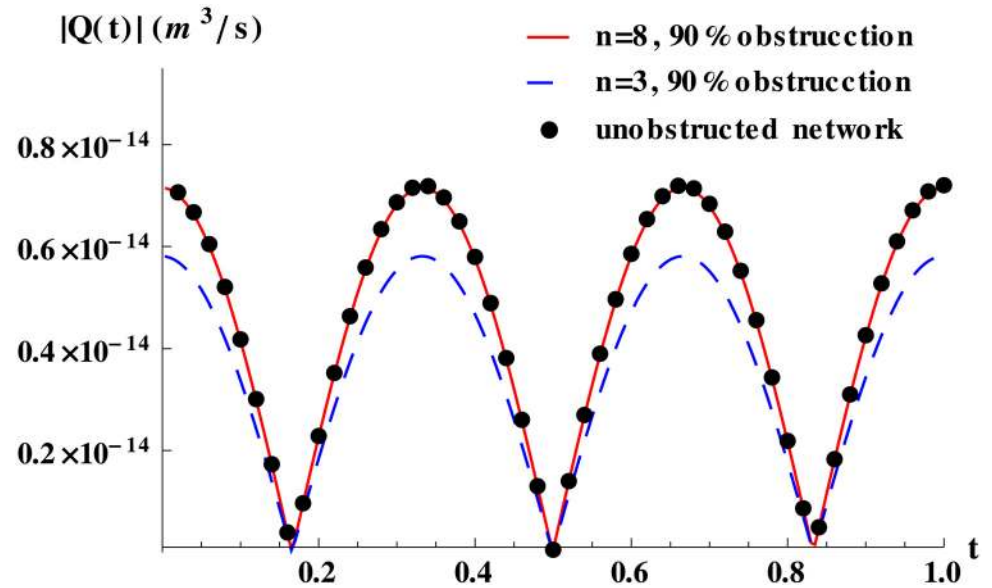 |Q(t)| (m³/s)
n=8, 90% obstrucction
n=3, 90% obstrucction
unobstructed network
0.8×10⁻¹⁴
0.6×10⁻¹⁴
0.4×10⁻¹⁴
0.2×10⁻¹⁴
0.2 0.4 0.6 0.8 1.0 t